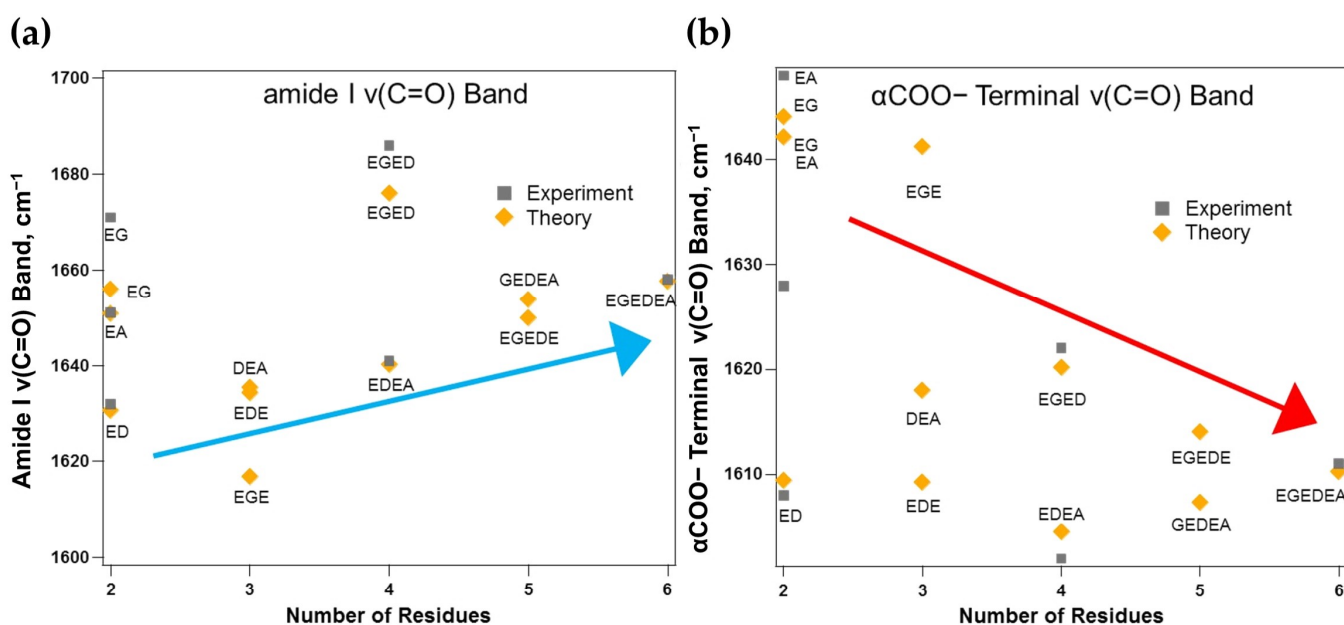 (a)
amide I ν(C=O) Band
Amide I ν(C=O) Band, cm⁻¹
1700
1680
1660
1640
1620
1600
EGED
EGED
Experiment
Theory
EG
EG
EA
GEDEA
EGEDE
EGEDEA
DEA
EDE
EDEA
ED
EGE
2
3
4
5
6
Number of Residues
(b)
αCOO− Terminal ν(C=O) Band
αCOO− Terminal ν(C=O) Band, cm⁻¹
1640
1630
1620
1610
EA
EG
EG
EA
EGE
Experiment
Theory
EGED
DEA
EGEDE
EGEDEA
ED
EDE
EDEA
GEDEA
2
3
4
5
6
Number of Residues